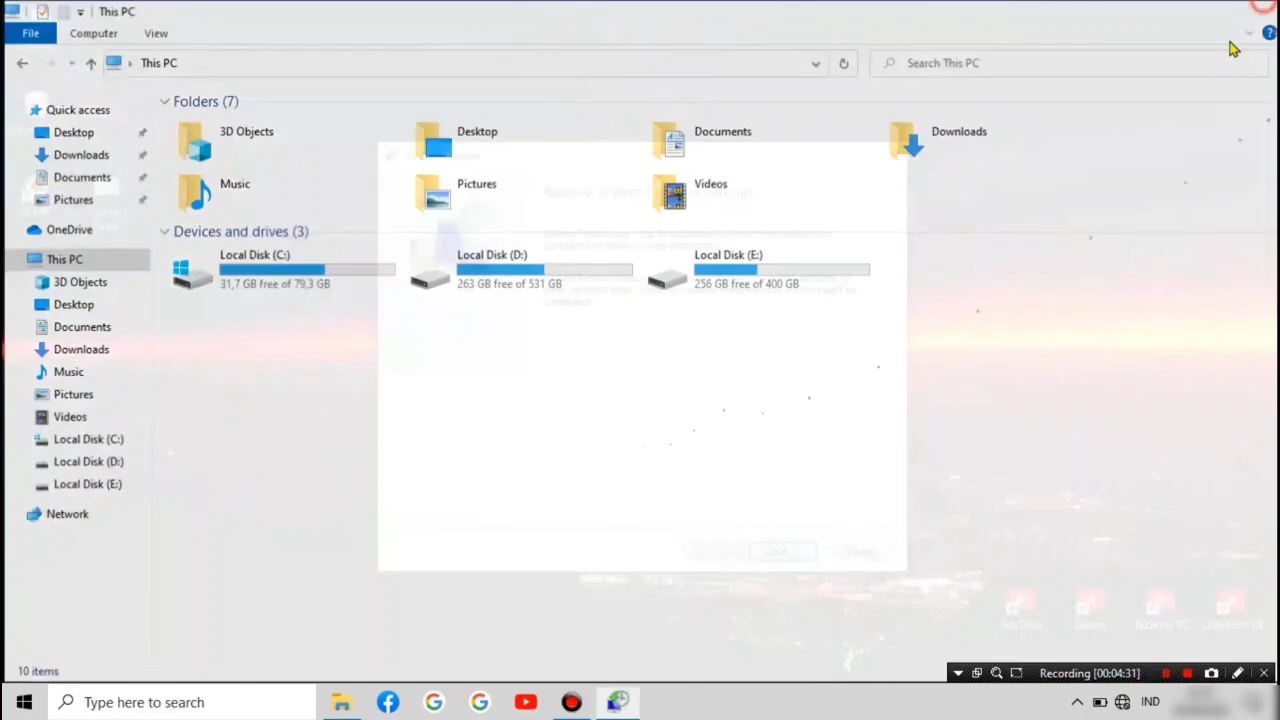 This PC
File
Computer
View
This PC
Search This PC
Quick access
Desktop
Downloads
Documents
Pictures
OneDrive
This PC
3D Objects
Desktop
Documents
Downloads
Music
Pictures
Videos
Local Disk (C:)
Local Disk (D:)
Local Disk (E:)
Network
Folders (7)
3D Objects
Desktop
Documents
Downloads
Music
Pictures
Videos
Devices and drives (3)
Local Disk (C:)
31,7 GB free of 79,3 GB
Local Disk (D:)
263 GB free of 531 GB
Local Disk (E:)
256 GB free of 400 GB
YouTube
10 items
Recording [00:04:31]
Type here to search
IND